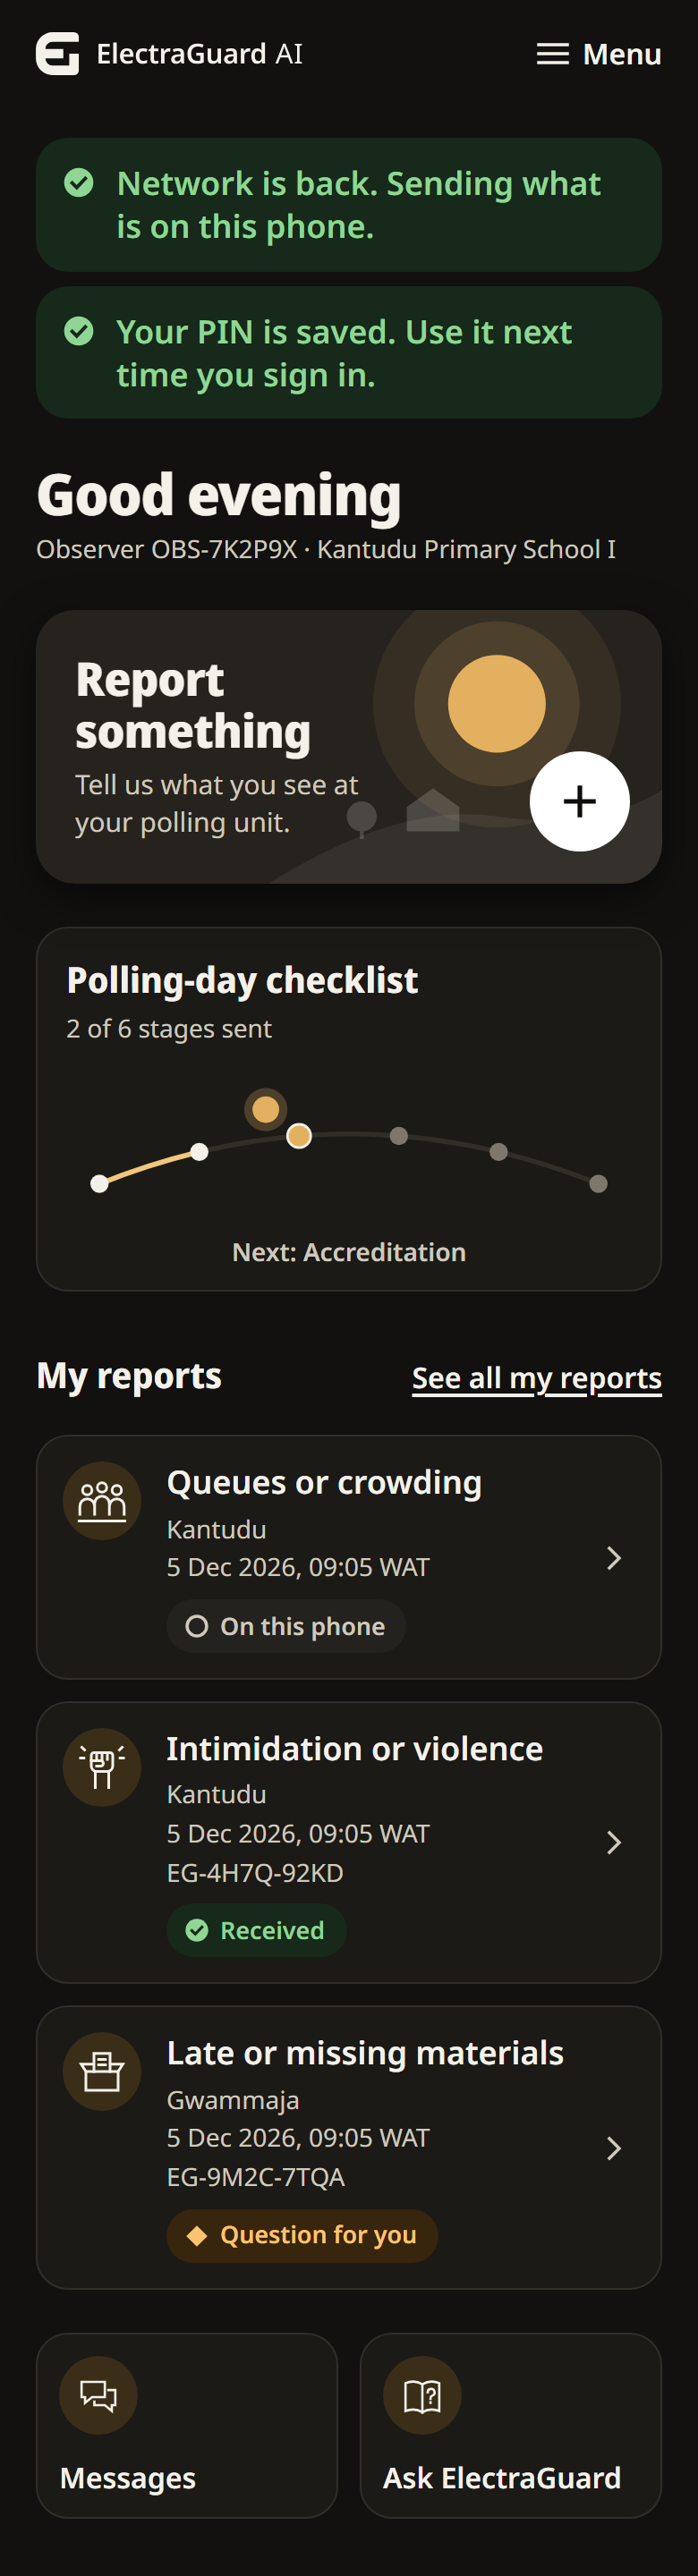 ElectraGuard AI
Menu
Network is back. Sending what
is on this phone.
Your PIN is saved. Use it next
time you sign in.
Good evening
Observer OBS-7K2P9X · Kantudu Primary School I
Report
something
Tell us what you see at
your polling unit.
Polling-day checklist
2 of 6 stages sent
Next: Accreditation
My reports
See all my reports
Queues or crowding
Kantudu
5 Dec 2026, 09:05 WAT
On this phone
Intimidation or violence
Kantudu
5 Dec 2026, 09:05 WAT
EG-4H7Q-92KD
Received
Late or missing materials
Gwammaja
5 Dec 2026, 09:05 WAT
EG-9M2C-7TQA
Question for you
Messages
Ask ElectraGuard